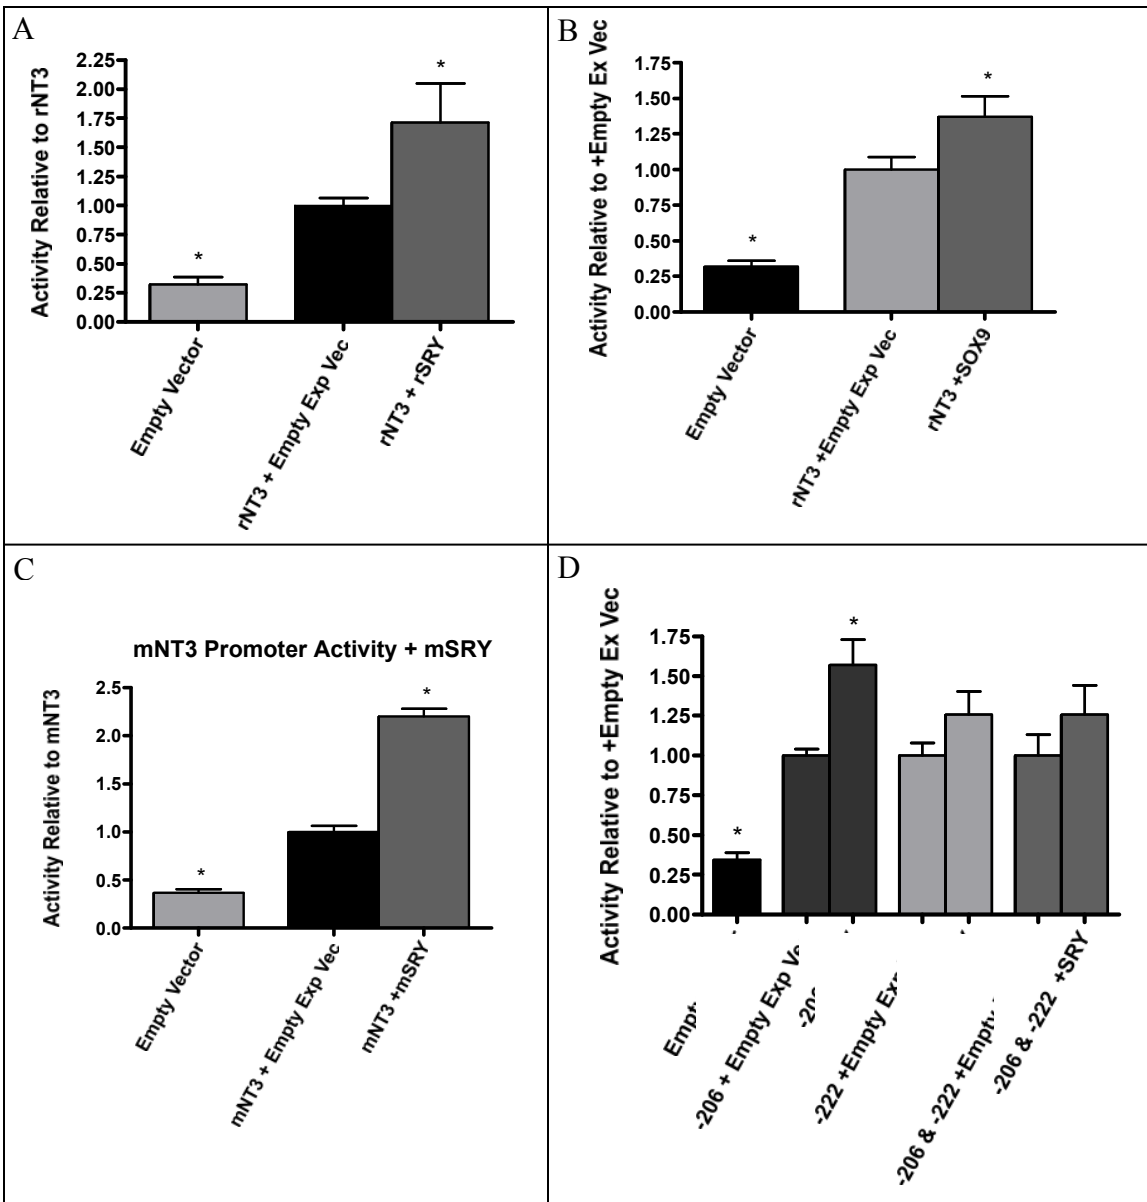 A
Activity Relative to rNT3
2.25
2.00
1.75
1.50
1.25
1.00
0.75
0.50
0.25
0.00
*
*
Empty Vector
rNT3 + Empty Exp Vec
rNT3 + rSRY
B
Activity Relative to +Empty Ex Vec
1.75
1.50
1.25
1.00
0.75
0.50
0.25
0.00
*
*
Empty Vector
rNT3 +Empty Exp Vec
rNT3 +SOX9
C
mNT3 Promoter Activity + mSRY
Activity Relative to mNT3
2.5
2.0
1.5
1.0
0.5
0.0
*
*
Empty Vector
mNT3 + Empty Exp Vec
mNT3 +mSRY
D
Activity Relative to +Empty Ex Vec
1.75
1.50
1.25
1.00
0.75
0.50
0.25
0.00
*
*
-206 + Empty Exp
-222 +Empty
-206 & -222 +Empty
-206 & -222 +SRY